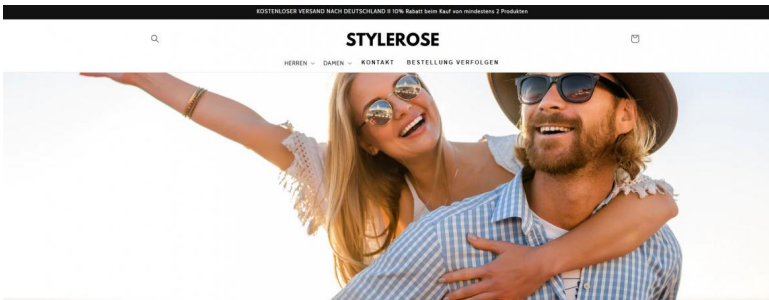 KOSTENLOSER VERSAND NACH DEUTSCHLAND II 10% Rabatt beim Kauf von mindestens 2 Produkten
STYLEROSE
HERREN DAMEN KONTAKT BESTELLUNG VERFOLGEN